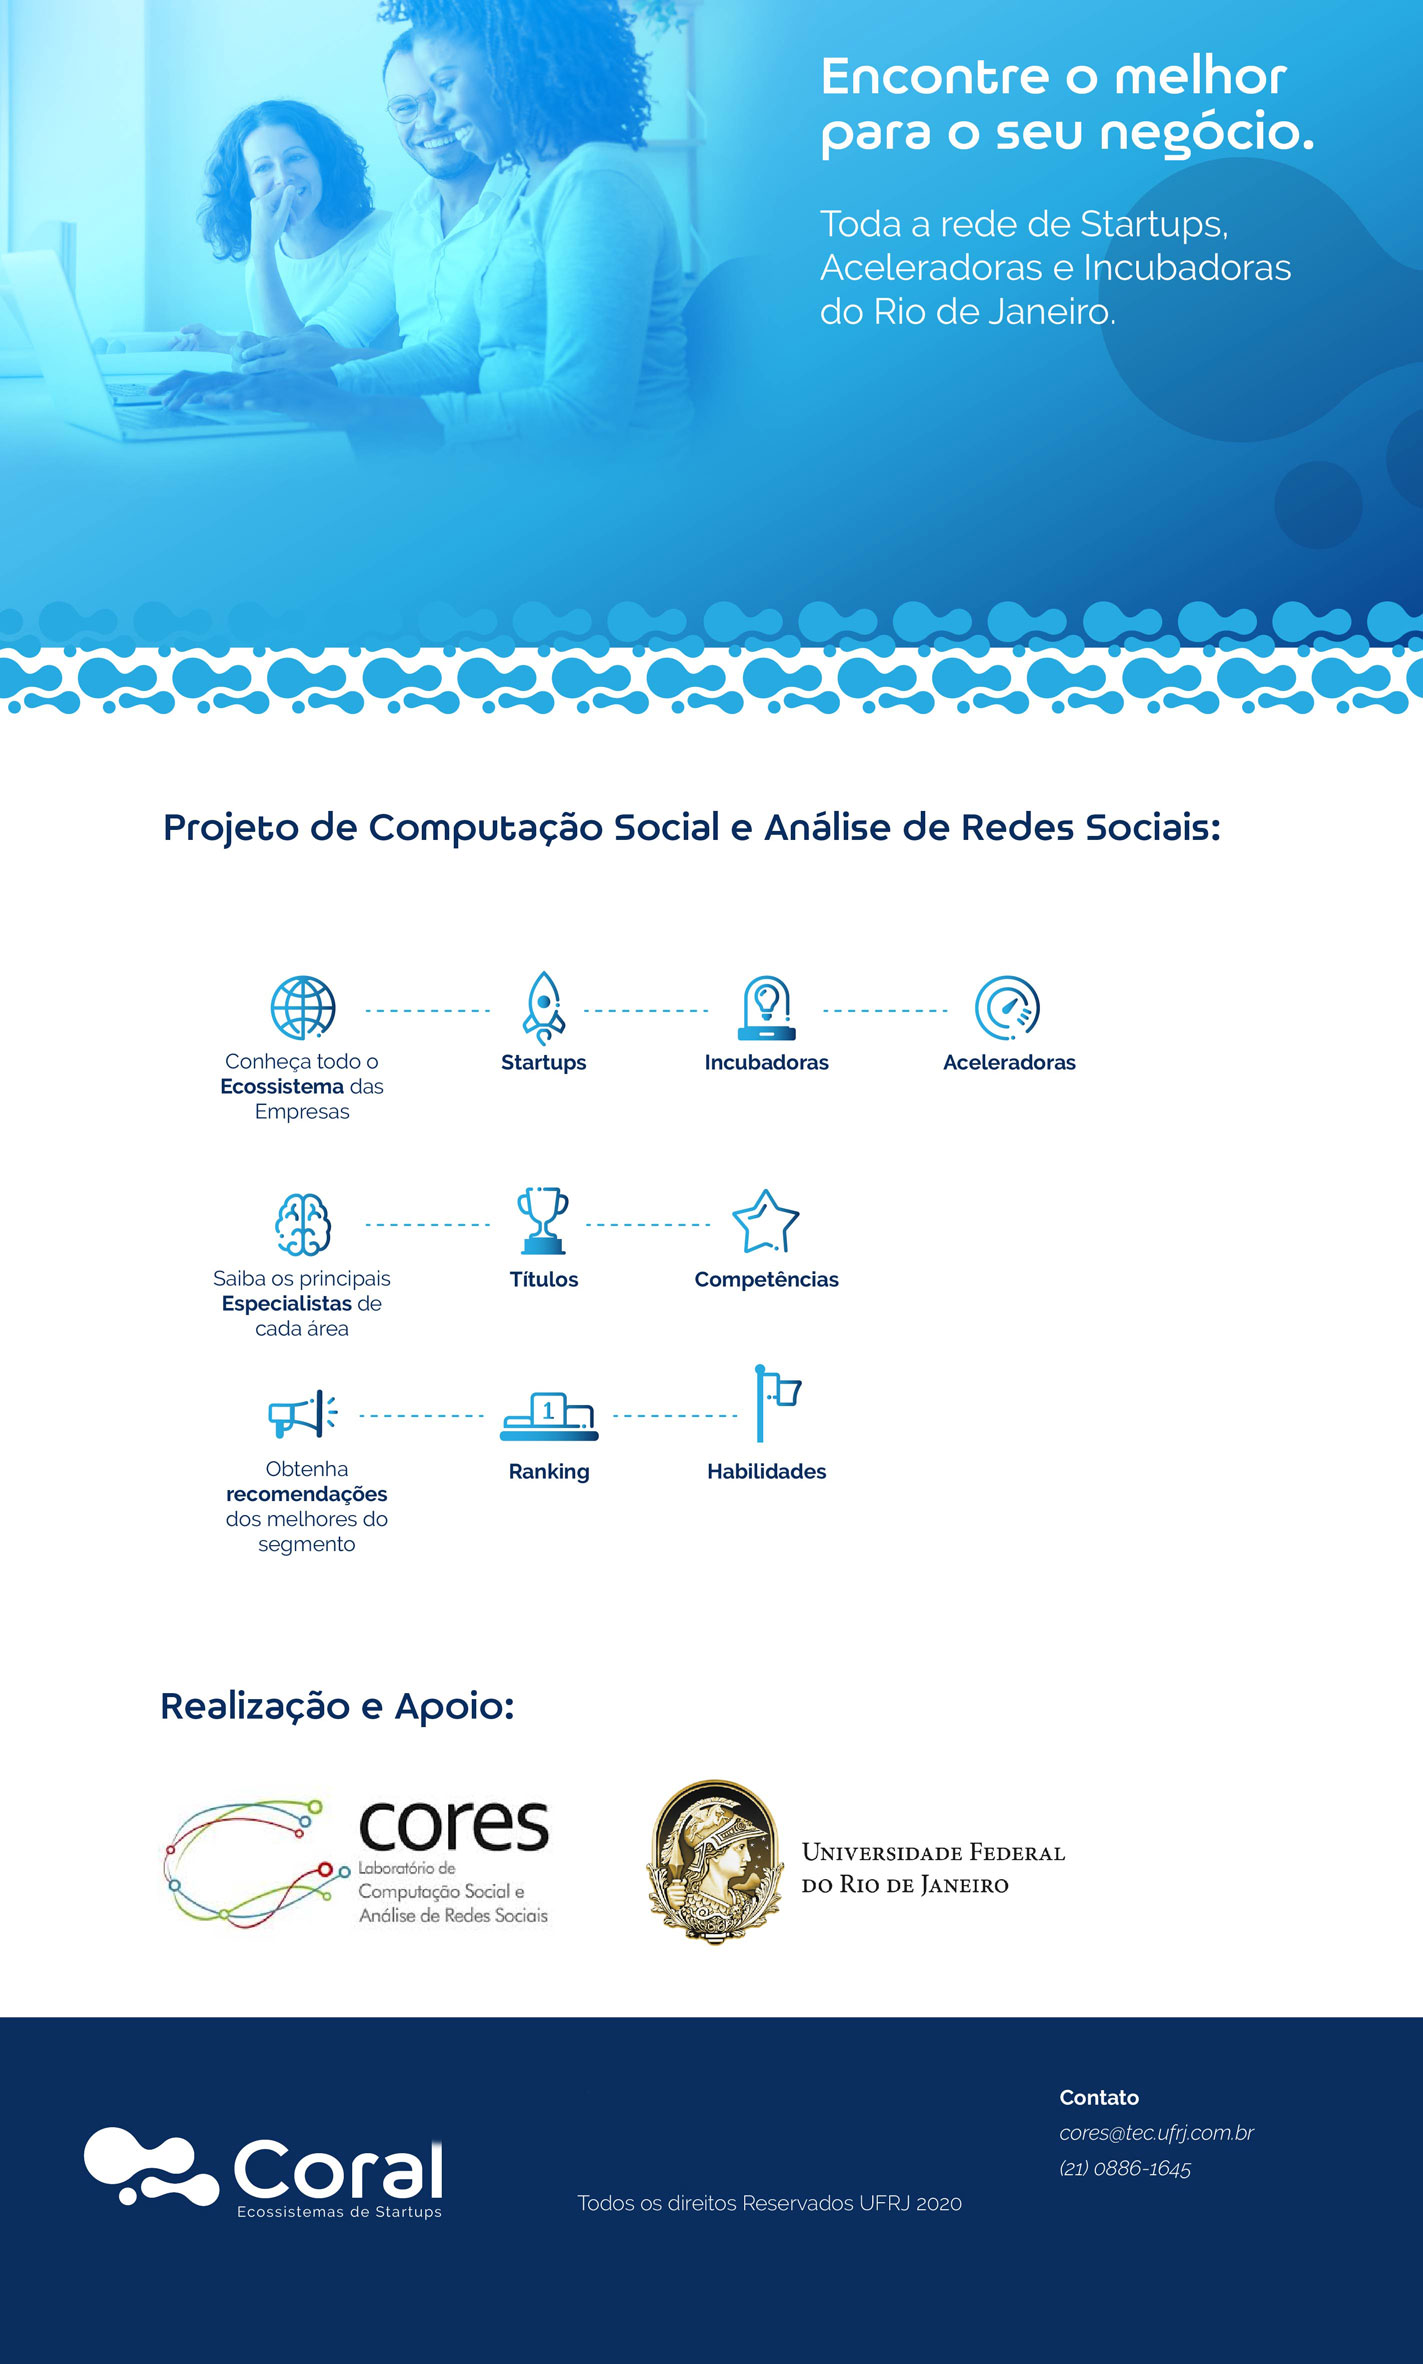 Encontre o melhor
para o seu negócio.
Toda a rede de Startups,
Aceleradoras e Incubadoras
do Rio de Janeiro.
Projeto de Computação Social e Análise de Redes Sociais:
Conheça todo o
Ecossistema das
Empresas
Startups
Incubadoras
Aceleradoras
Saiba os principais
Especialistas de
cada área
Títulos
Competências
1
Obtenha
recomendações
dos melhores do
segmento
Ranking
Habilidades
Realização e Apoio:
cores
Laboratório de
Computação Social e
Análise de Redes Sociais
Universidade Federal
do Rio de Janeiro
Coral
Ecossistemas de Startups
Todos os direitos Reservados UFRJ 2020
Contato
cores@tec.ufrj.com.br
(21) 0886-1645